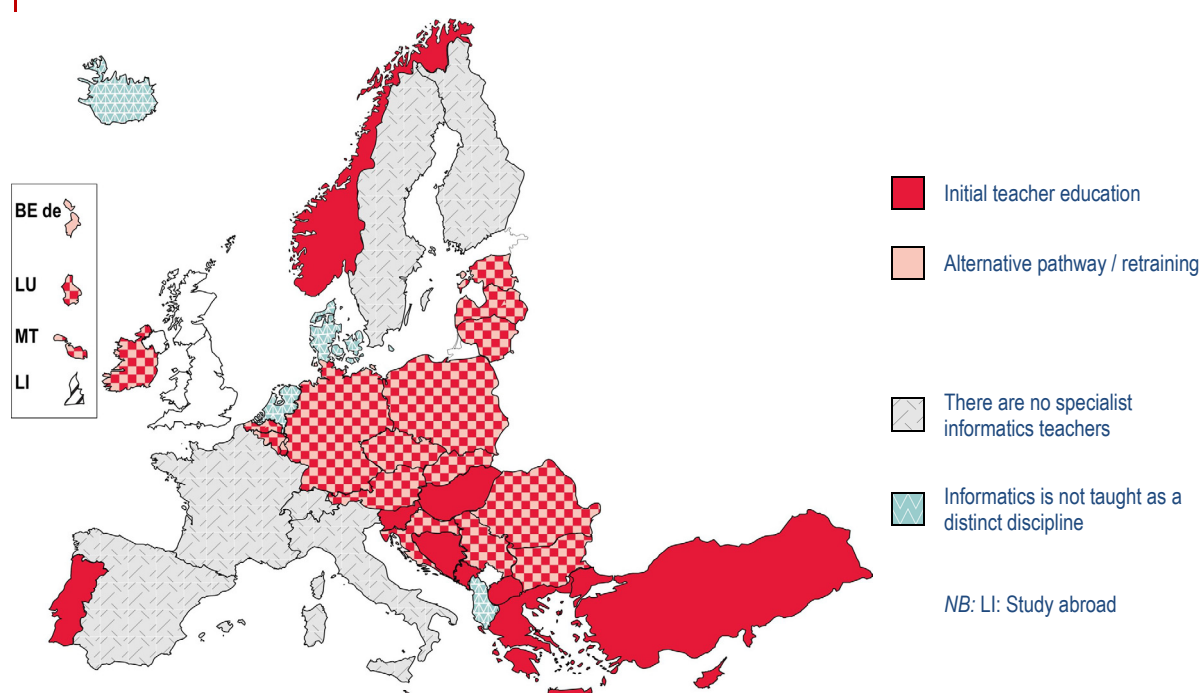 BE de
LU
MT
LI
Initial teacher education
Alternative pathway / retraining
There are no specialist
informatics teachers
Informatics is not taught as a
distinct discipline
NB: LI: Study abroad